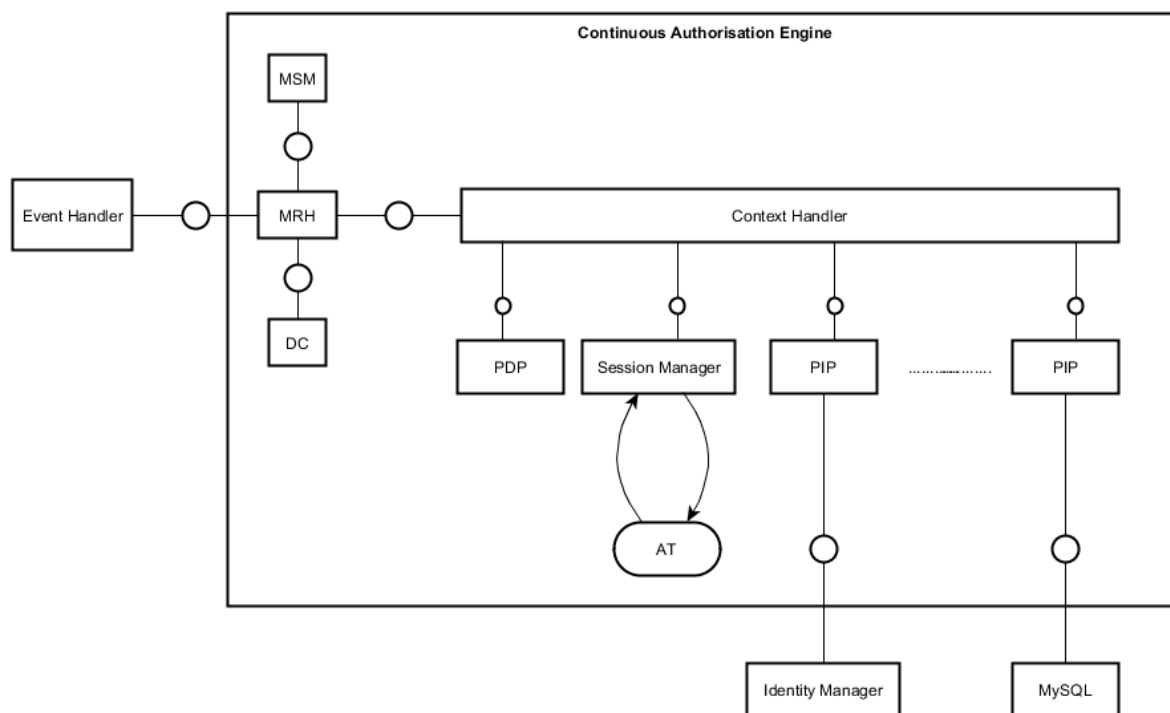 Continuous Authorisation Engine
MSM
Event Handler
MRH
Context Handler
DC
PDP
Session Manager
PIP
.................
PIP
AT
Identity Manager
MySQL